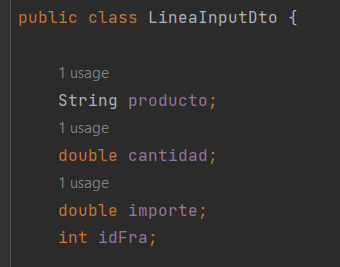 public class LineaInputDto {
1 usage
String producto;
1 usage
double cantidad;
1 usage
double importe;
int idFra;